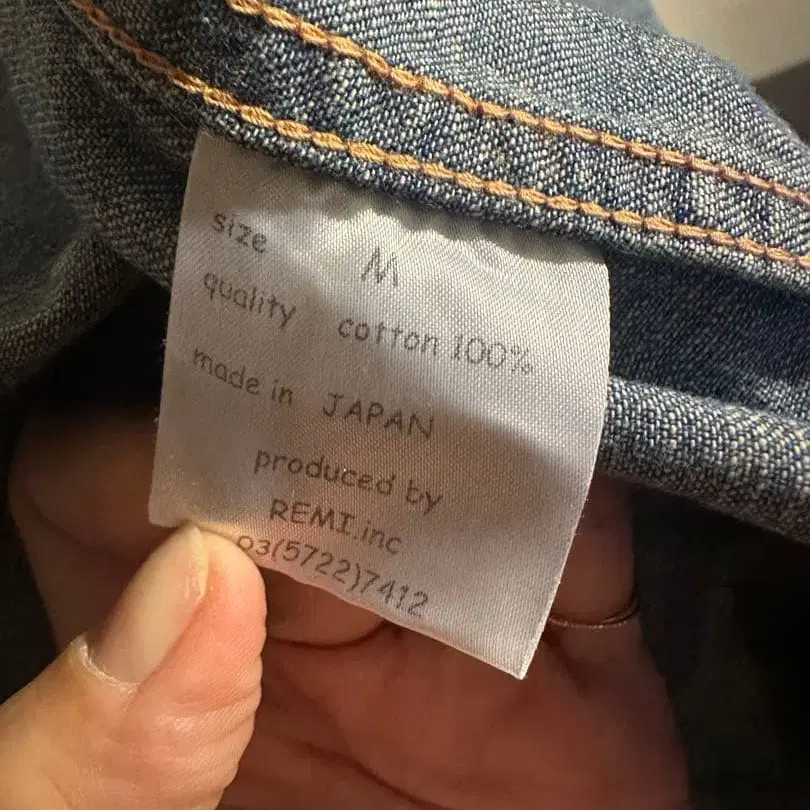 size M
quality cotton 100%
made in JAPAN
produced by
REMI.inc
03(5722)7412